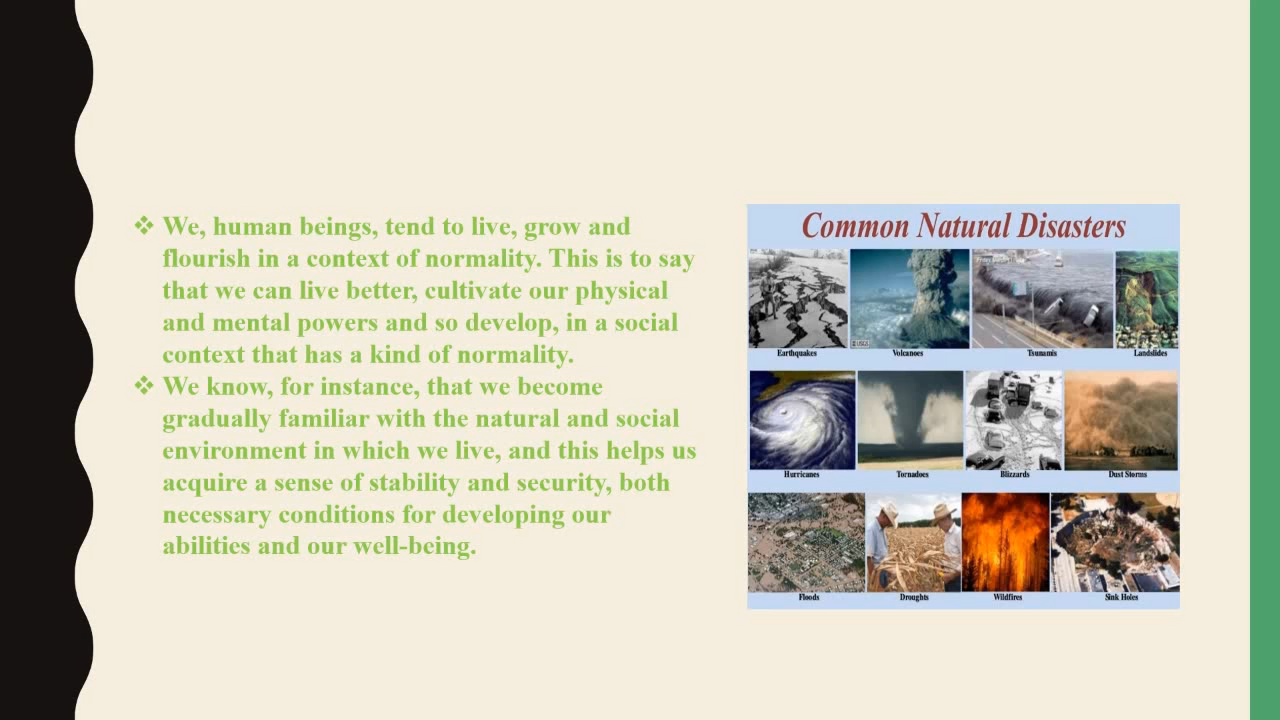 ❖ We, human beings, tend to live, grow and
flourish in a context of normality. This is to say
that we can live better, cultivate our physical
and mental powers and so develop, in a social
context that has a kind of normality.
❖ We know, for instance, that we become
gradually familiar with the natural and social
environment in which we live, and this helps us
acquire a sense of stability and security, both
necessary conditions for developing our
abilities and our well-being.
Common Natural Disasters
Earthquakes Volcanoes Tsunamis Landslides
Hurricanes Tornadoes Blizzards Dust Storms
Floods Droughts Wildfires Sink Holes